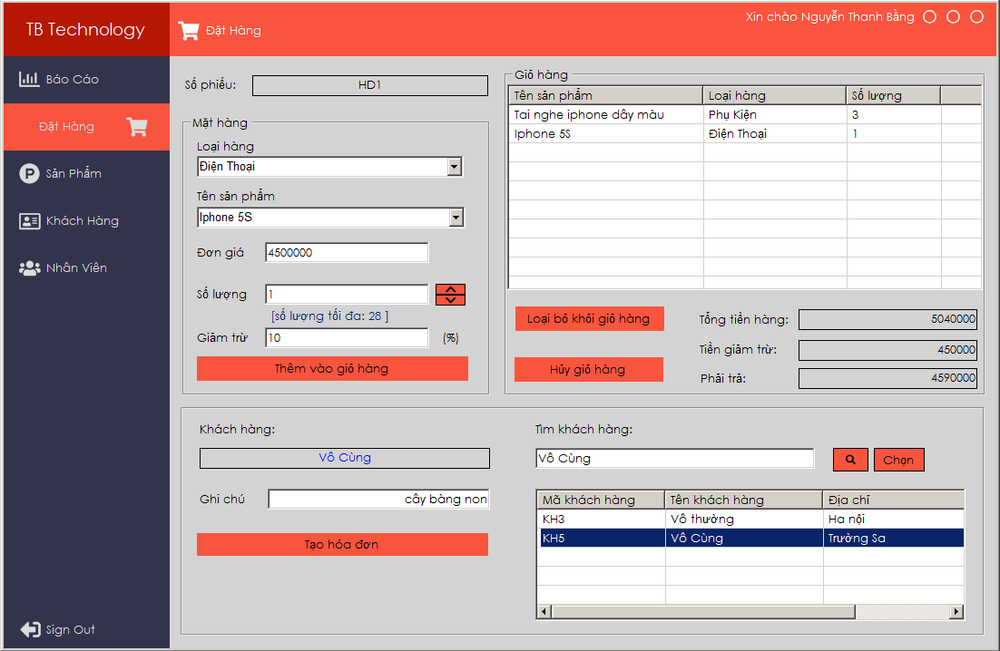 TB Technology
Đặt Hàng
Xin chào Nguyễn Thanh Bằng
Báo Cáo
Đặt Hàng
Sản Phẩm
Khách Hàng
Nhân Viên
Sign Out
Số phiếu: HD1
Mặt hàng
Loại hàng
Điện Thoại
Tên sản phẩm
Iphone 5S
Đơn giá 4500000
Số lượng 1
[số lượng tối đa: 28 ]
Giảm trừ 10 (%)
Thêm vào giỏ hàng
Giỏ hàng
Tên sản phẩm Loại hàng Số lượng
Tai nghe iphone dây màu Phụ Kiện 3
Iphone 5S Điện Thoại 1
Loại bỏ khỏi giỏ hàng
Hủy giỏ hàng
Tổng tiền hàng: 5040000
Tiền giảm trừ: 450000
Phải trả: 4590000
Khách hàng:
Vô Cùng
Ghi chú cây bàng non
Tạo hóa đơn
Tìm khách hàng:
Vô Cùng Chọn
Mã khách hàng Tên khách hàng Địa chỉ
KH3 Vô thường Ha nội
KH5 Vô Cùng Trường Sa